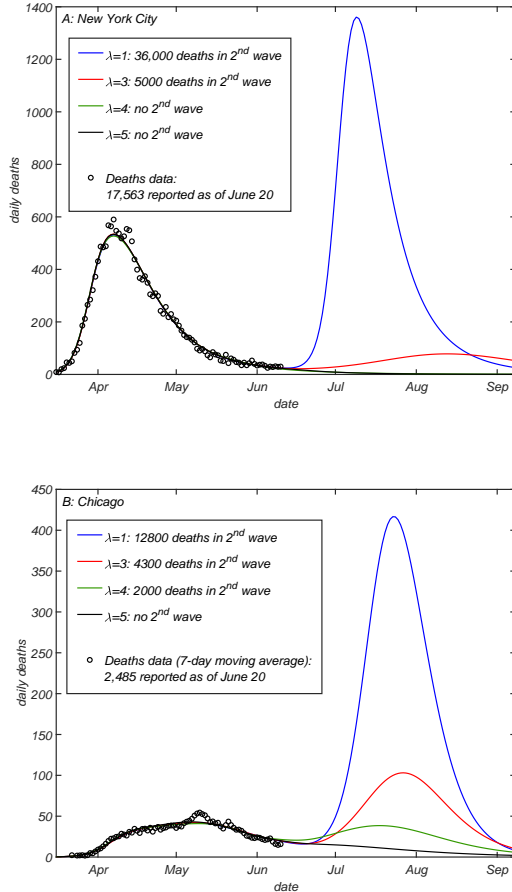 A: New York City
λ=1: 36,000 deaths in 2nd wave
λ=3: 5000 deaths in 2nd wave
λ=4: no 2nd wave
λ=5: no 2nd wave
Deaths data:
17,563 reported as of June 20
1400
1200
1000
800
600
400
200
0
daily deaths
Apr May Jun Jul Aug Sep
date
B: Chicago
λ=1: 12800 deaths in 2nd wave
λ=3: 4300 deaths in 2nd wave
λ=4: 2000 deaths in 2nd wave
λ=5: no 2nd wave
Deaths data (7-day moving average):
2,485 reported as of June 20
450
400
350
300
250
200
150
100
50
0
daily deaths
Apr May Jun Jul Aug Sep
date